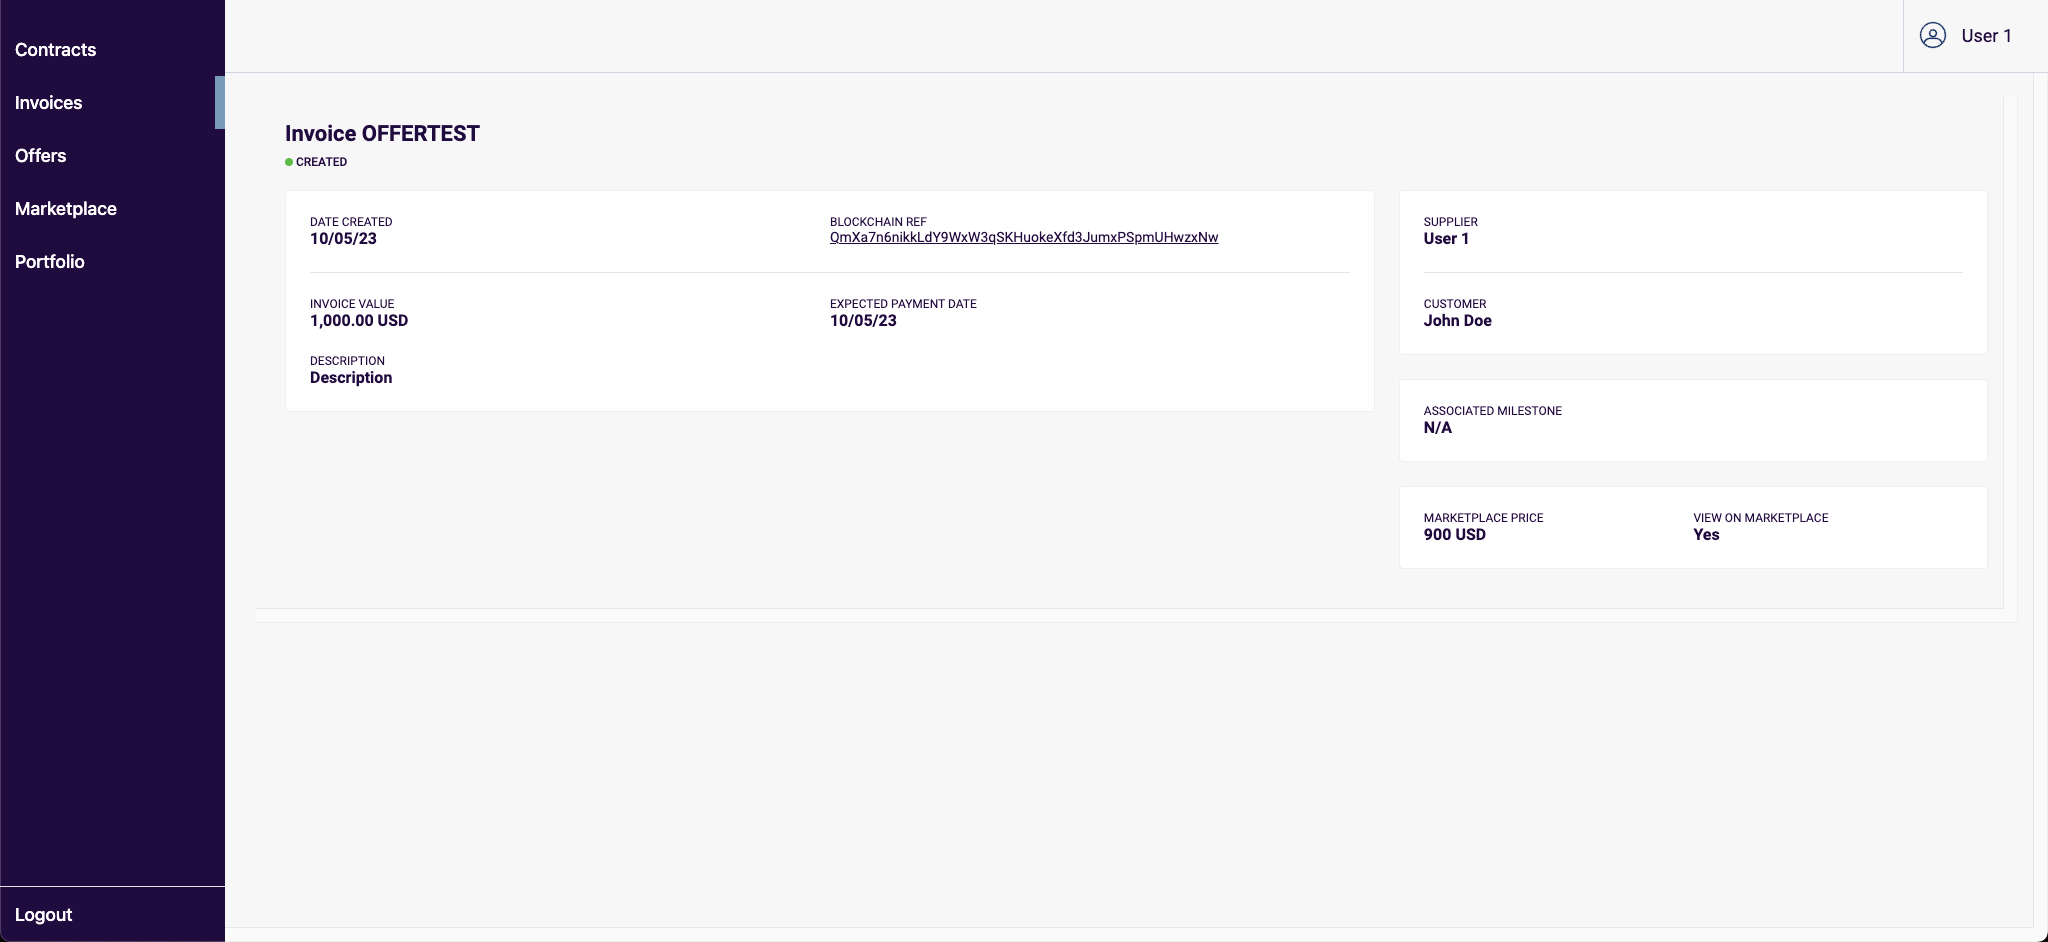 Contracts
Invoices
Offers
Marketplace
Portfolio
Logout
User 1
Invoice OFFERTEST
CREATED
DATE CREATED
10/05/23
BLOCKCHAIN REF
QmXa7n6nikkLdY9WxW3qSKHuokeXfd3JumxPSpmUHwzxNw
INVOICE VALUE
1,000.00 USD
EXPECTED PAYMENT DATE
10/05/23
DESCRIPTION
Description
SUPPLIER
User 1
CUSTOMER
John Doe
ASSOCIATED MILESTONE
N/A
MARKETPLACE PRICE
900 USD
VIEW ON MARKETPLACE
Yes